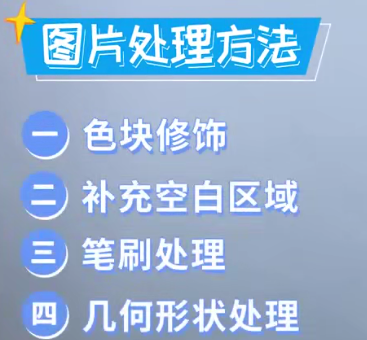 图片处理方法
一 色块修饰
二 补充空白区域
三 笔刷处理
四 几何形状处理